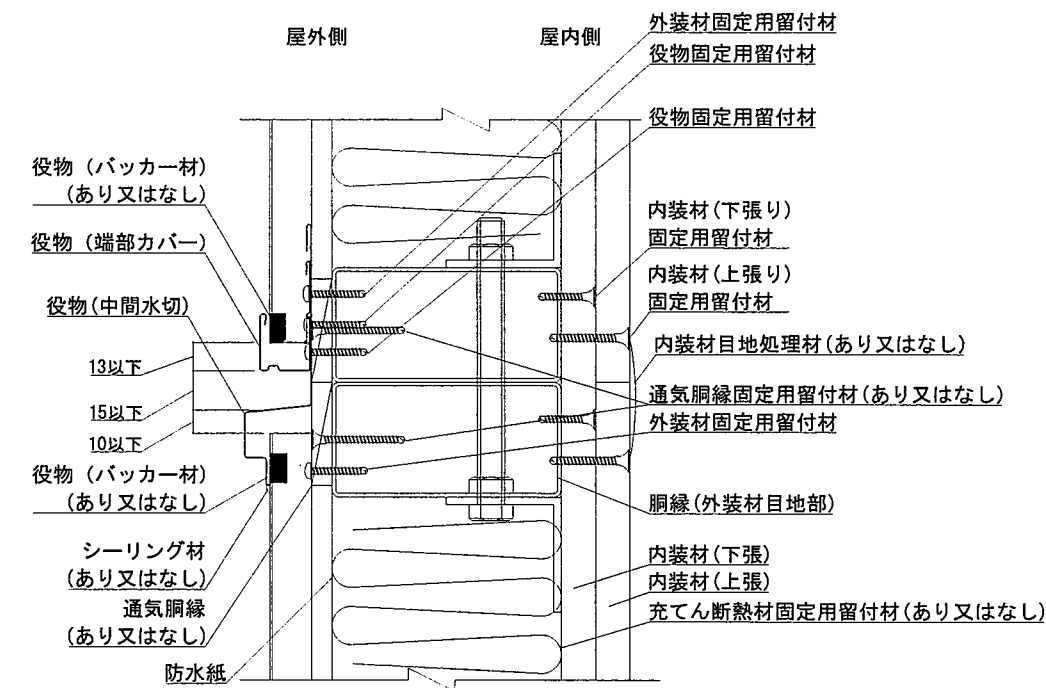 屋外側
屋内側
外装材固定用留付材
役物固定用留付材
役物固定用留付材
役物（バッカー材）
（あり又はなし）
役物（端部カバー）
役物(中間水切)
13以下
15以下
10以下
役物（バッカー材）
（あり又はなし）
シーリング材
（あり又はなし）
通気胴縁
（あり又はなし）
防水紙
内装材(下張り)
固定用留付材
内装材(上張り)
固定用留付材
内装材目地処理材(あり又はなし)
通気胴縁固定用留付材(あり又はなし)
外装材固定用留付材
胴縁(外装材目地部)
内装材(下張)
内装材(上張)
充てん断熱材固定用留付材(あり又はなし)